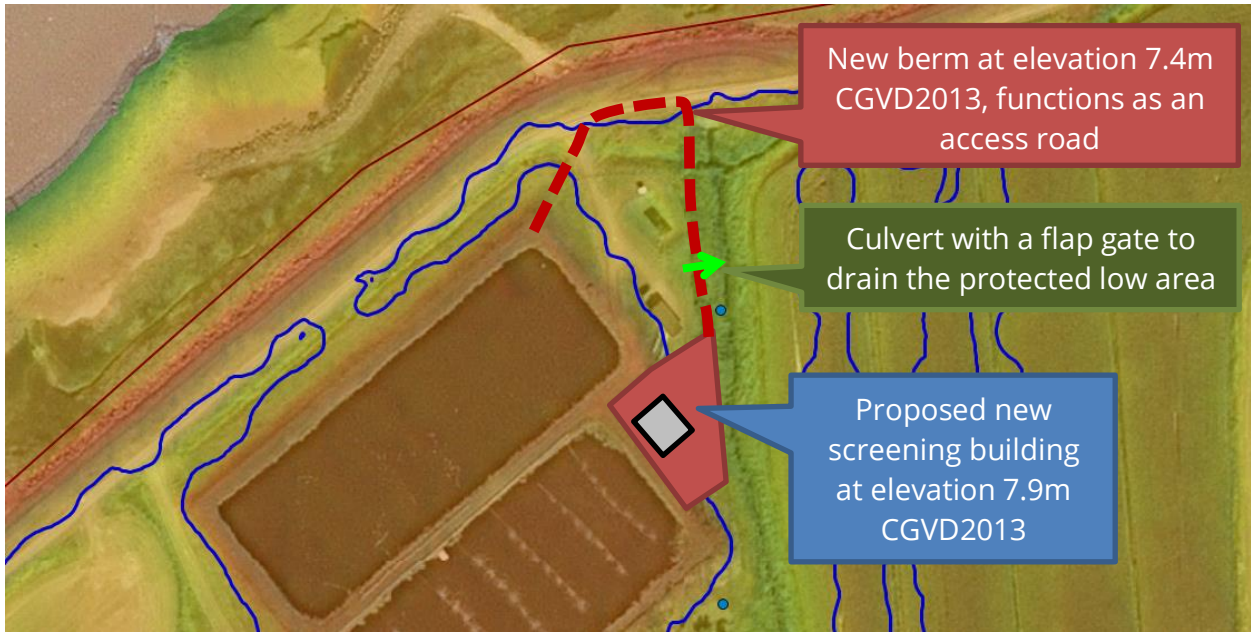 New berm at elevation 7.4m
CGVD2013, functions as an
access road
Culvert with a flap gate to
drain the protected low area
Proposed new
screening building
at elevation 7.9m
CGVD2013